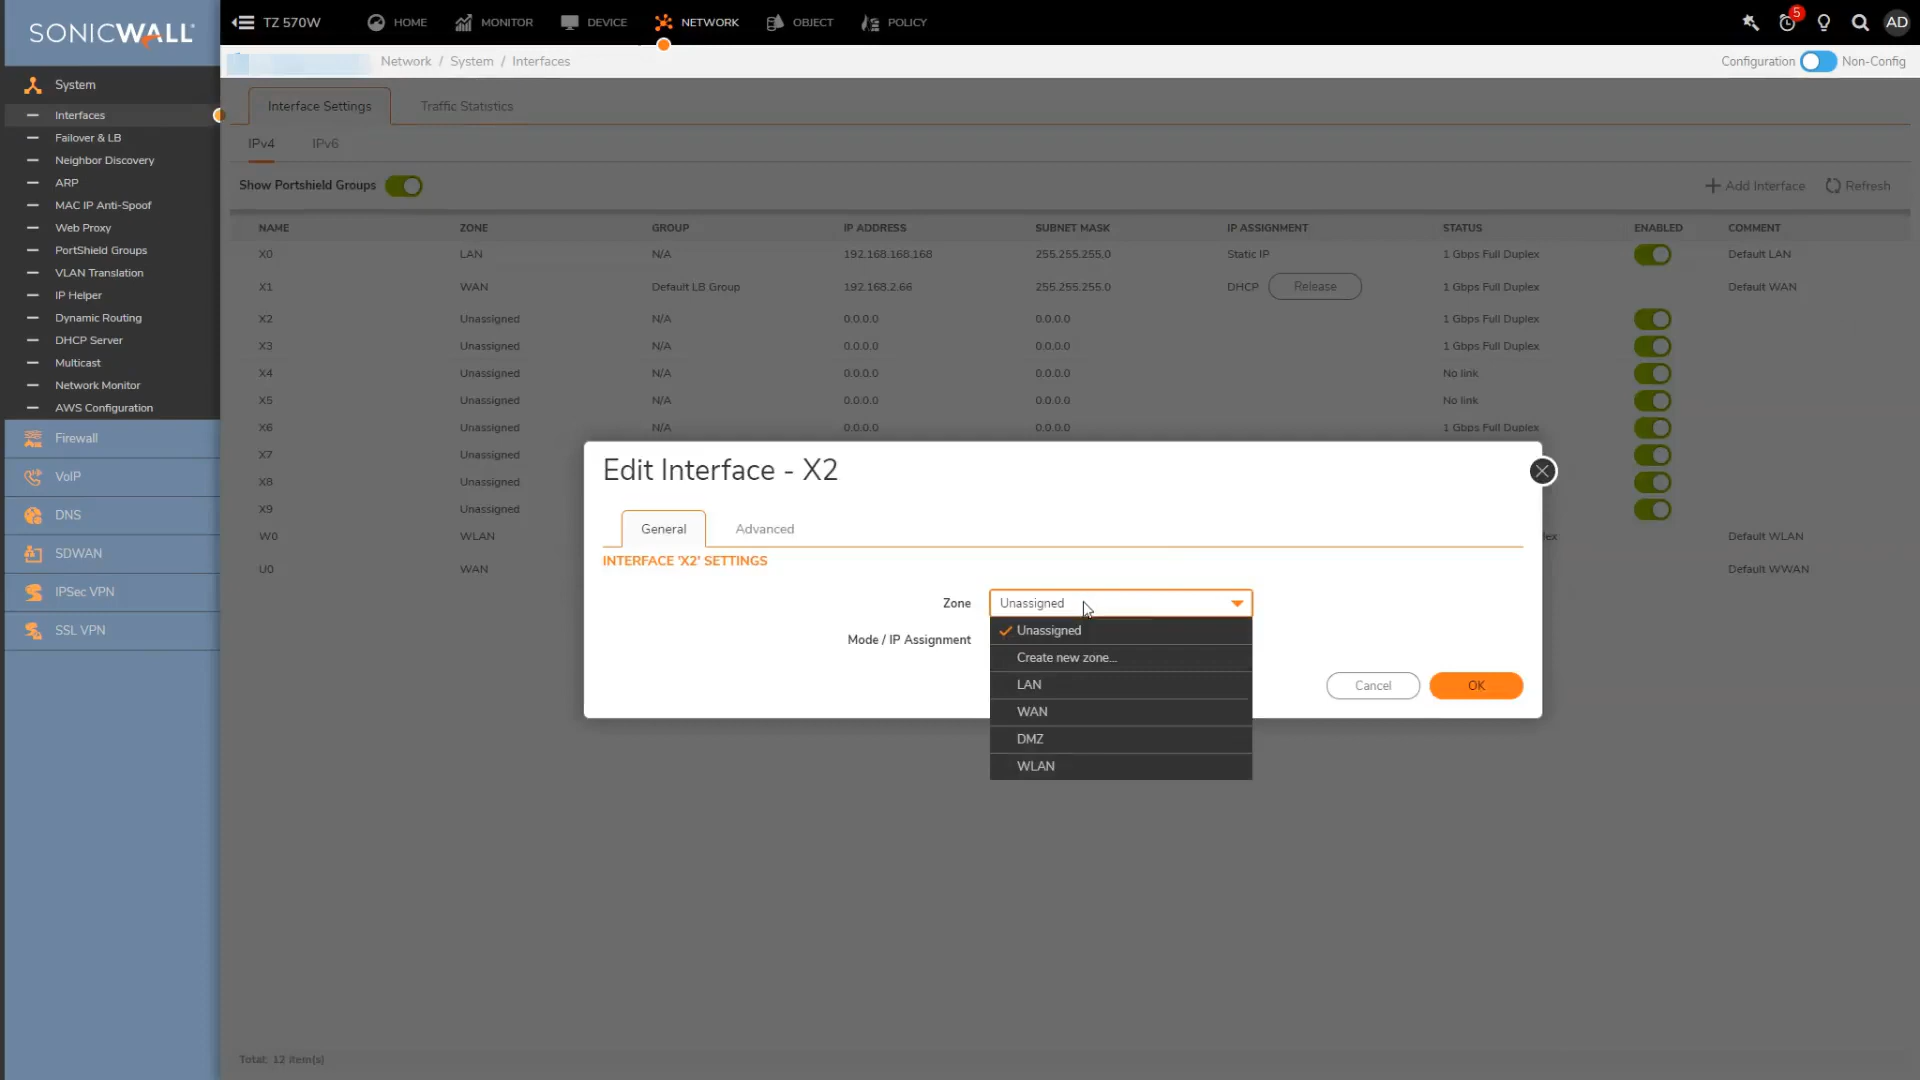 SONICWALL
TZ 570W
HOME
MONITOR
DEVICE
NETWORK
OBJECT
POLICY
5
AD
Network / System / Interfaces
Configuration
Non-Config
System
Interfaces
Failover & LB
Neighbor Discovery
ARP
MAC IP Anti-Spoof
Web Proxy
PortShield Groups
VLAN Translation
IP Helper
Dynamic Routing
DHCP Server
Multicast
Network Monitor
AWS Configuration
Firewall
VoIP
DNS
SDWAN
IPSec VPN
SSL VPN
Interface Settings
Traffic Statistics
IPv4
IPv6
Show Portshield Groups
Add Interface
Refresh
NAME ZONE GROUP IP ADDRESS SUBNET MASK IP ASSIGNMENT STATUS ENABLED COMMENT
X0 LAN N/A 192.168.168.168 255.255.255.0 Static IP 1 Gbps Full Duplex Default LAN
X1 WAN Default LB Group 192.168.2.66 255.255.255.0 DHCP Release 1 Gbps Full Duplex Default WAN
X2 Unassigned N/A 0.0.0.0 0.0.0.0 1 Gbps Full Duplex
X3 Unassigned N/A 0.0.0.0 0.0.0.0 1 Gbps Full Duplex
X4 Unassigned N/A 0.0.0.0 0.0.0.0 No link
X5 Unassigned N/A 0.0.0.0 0.0.0.0 No link
X6 Unassigned N/A 0.0.0.0 0.0.0.0 1 Gbps Full Duplex
X7 Unassigned
X8 Unassigned
X9 Unassigned
W0 WLAN lex Default WLAN
U0 WAN Default WWAN
Edit Interface - X2
General
Advanced
INTERFACE 'X2' SETTINGS
Zone
Unassigned
Unassigned
Mode / IP Assignment
Create new zone...
LAN
WAN
DMZ
WLAN
Cancel
OK
Total: 12 item(s)